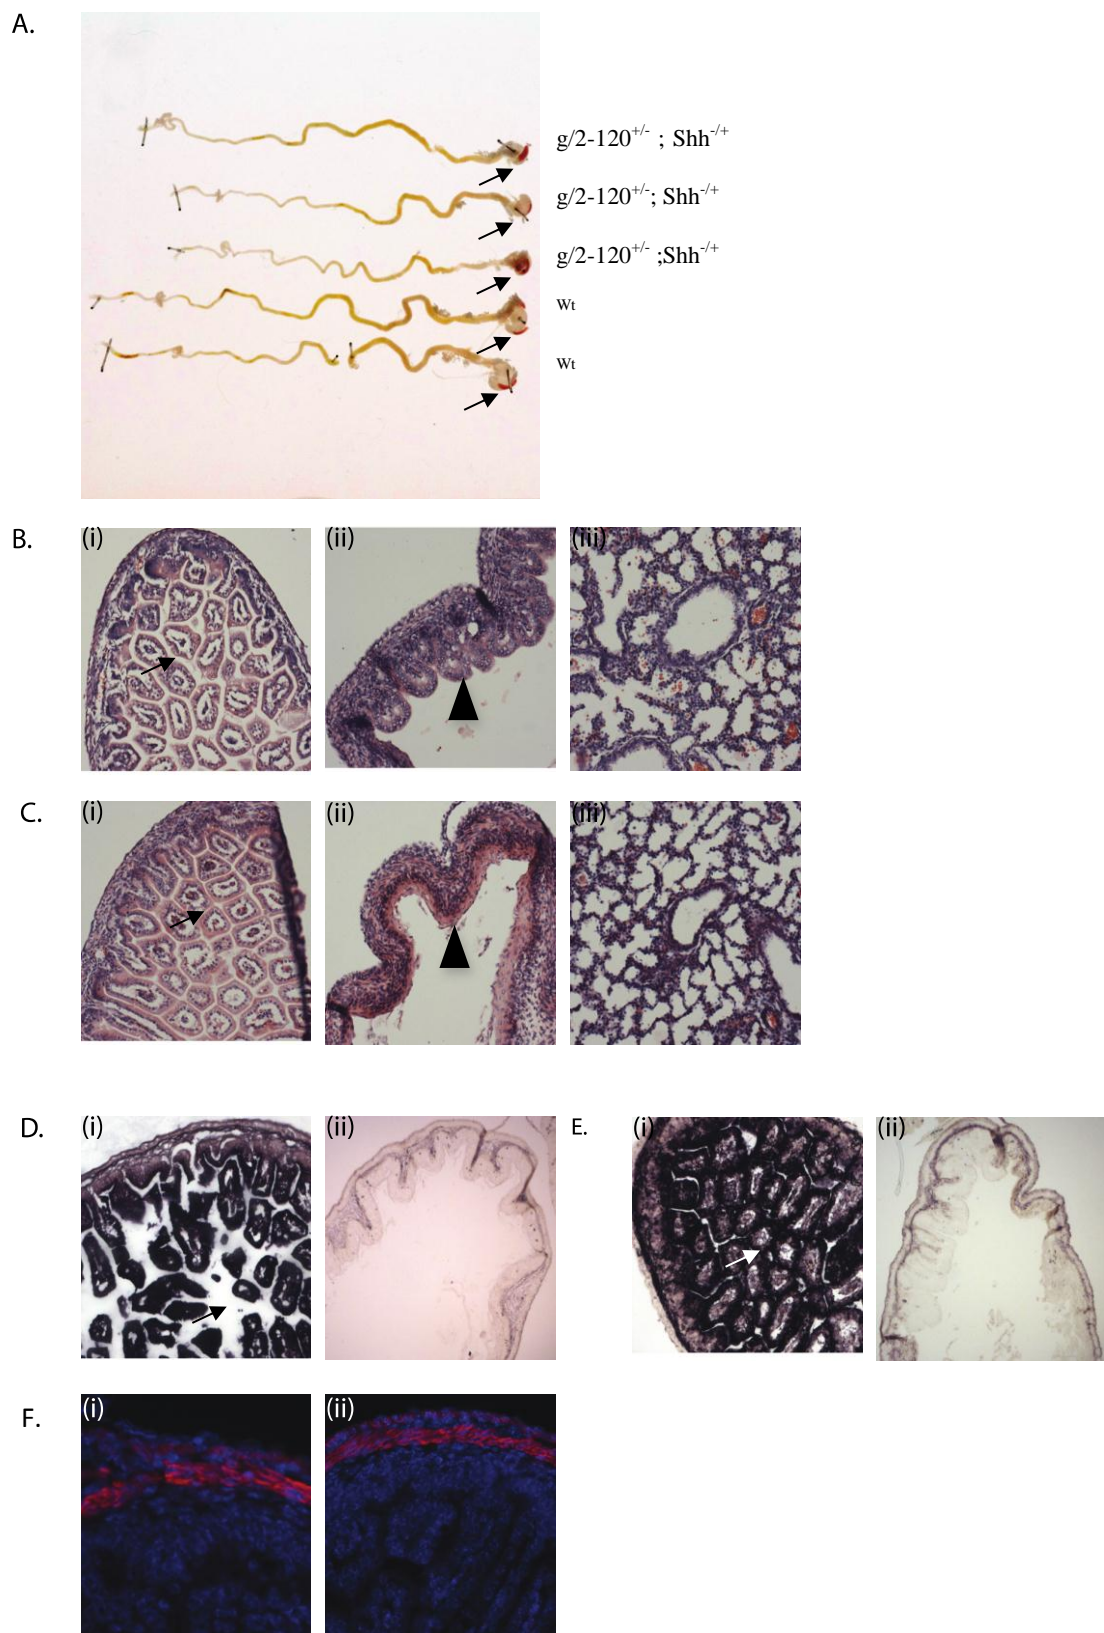 A.
g/2-120+/- ; Shh-/+
g/2-120+/-; Shh-/+
g/2-120+/- ;Shh-/+
Wt
Wt
B. (i) (ii) (iii)
C. (i) (ii) (iii)
D. (i) (ii) E. (i) (ii)
F. (i) (ii)